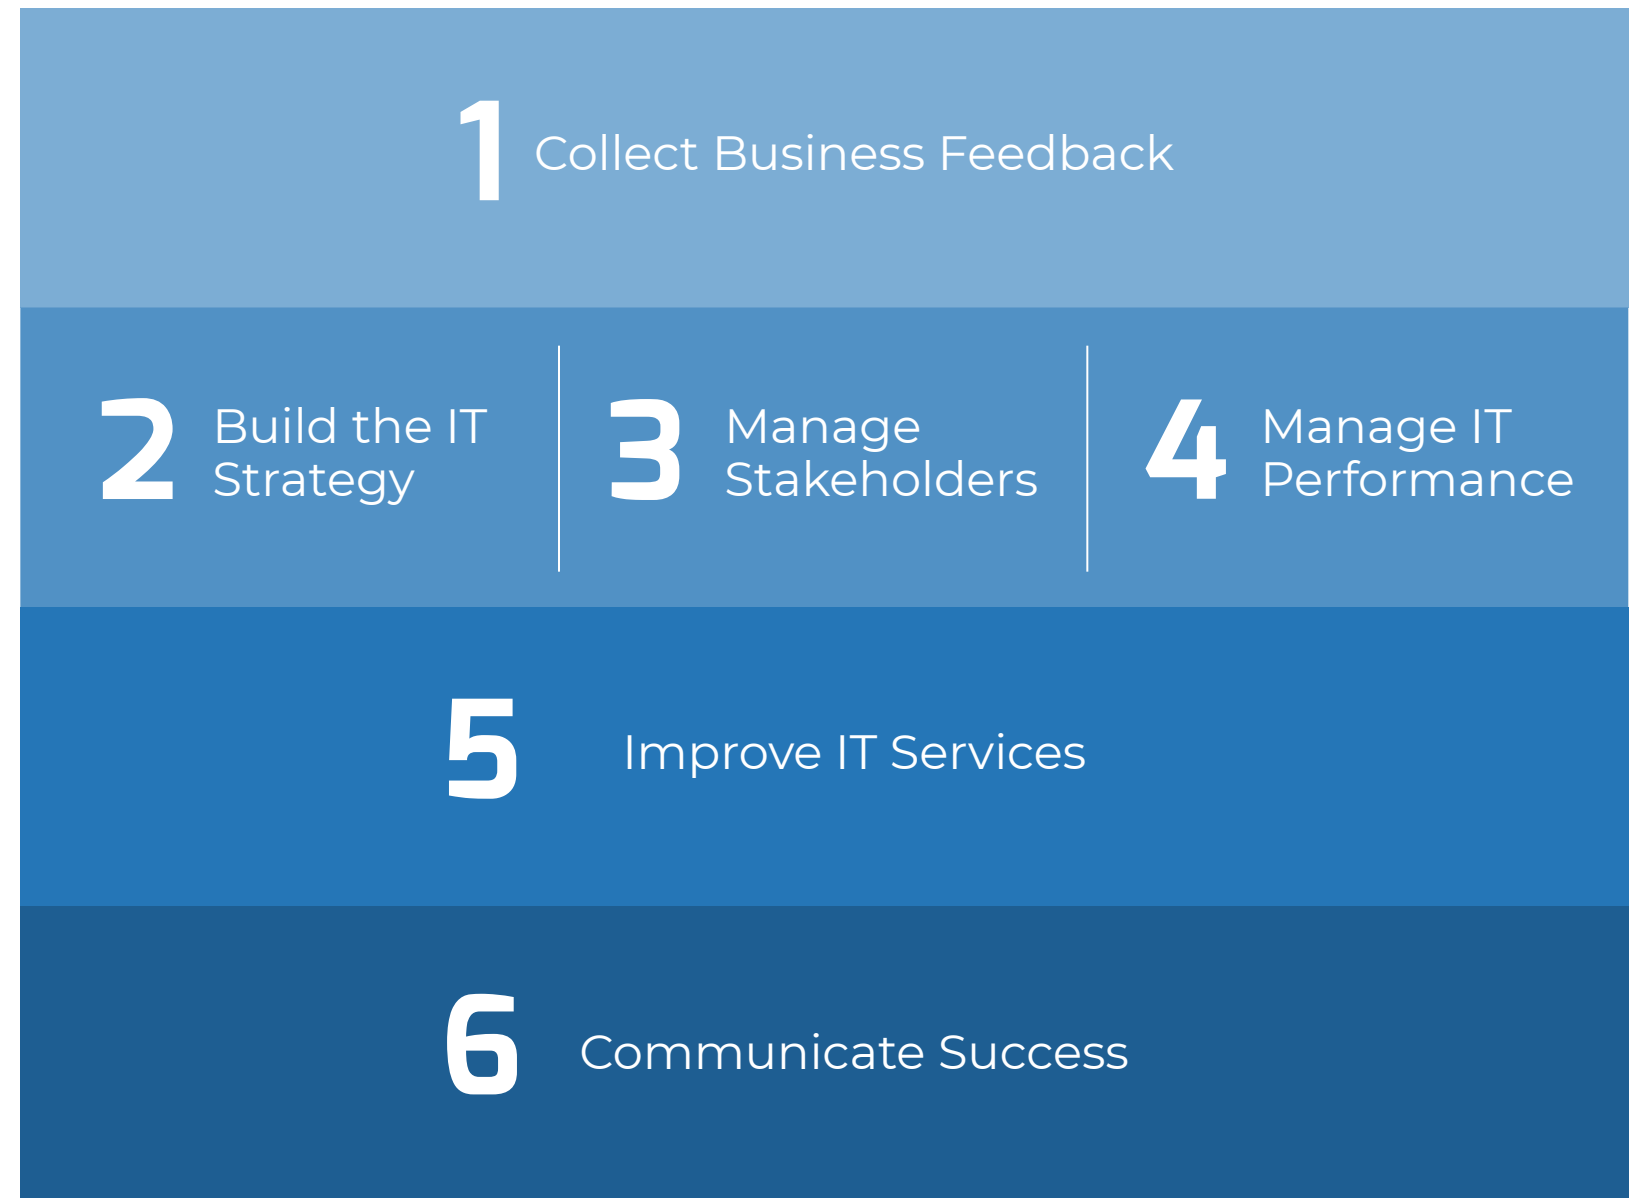 1 Collect Business Feedback
2 Build the IT
Strategy
3 Manage
Stakeholders
4 Manage IT
Performance
5 Improve IT Services
6 Communicate Success